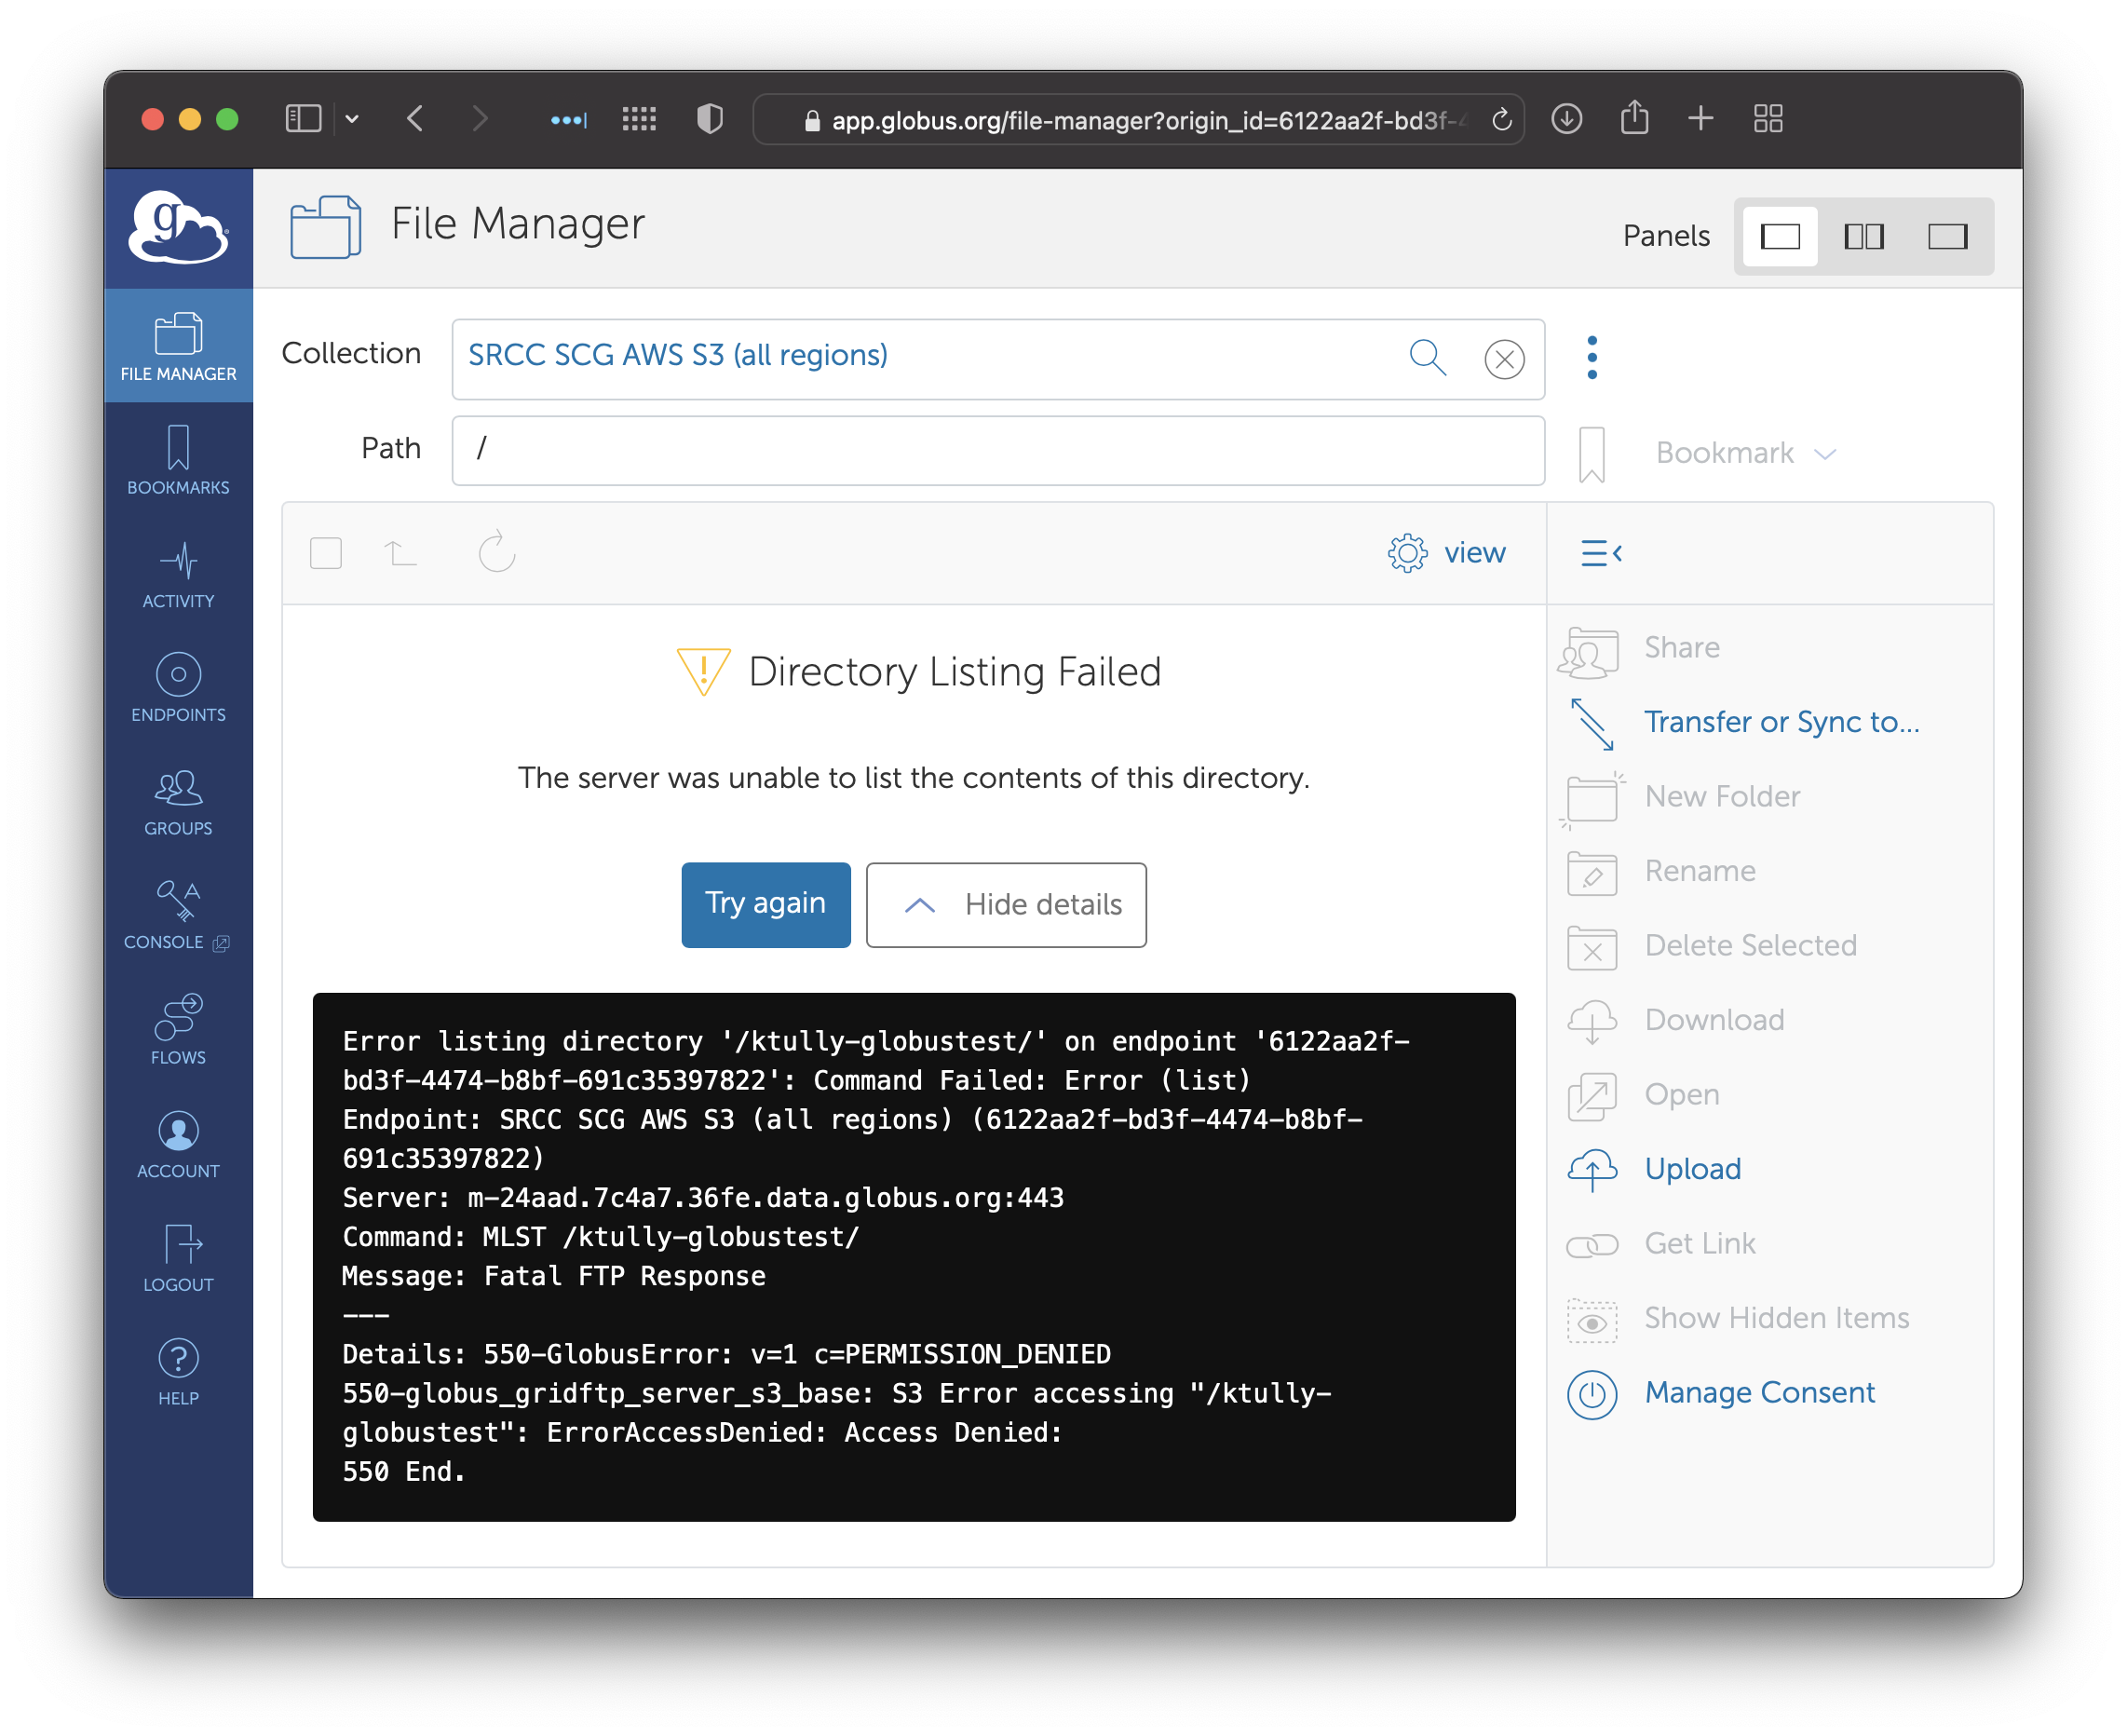 app.globus.org/file-manager?origin_id=6122aa2f-bd3f-4
g
File Manager
Panels
FILE MANAGER
BOOKMARKS
ACTIVITY
ENDPOINTS
GROUPS
CONSOLE
FLOWS
ACCOUNT
LOGOUT
HELP
Collection
SRCC SCG AWS S3 (all regions)
Path
/
Bookmark
view
Directory Listing Failed
The server was unable to list the contents of this directory.
Try again
Hide details
Error listing directory '/ktully-globustest/' on endpoint '6122aa2f-
bd3f-4474-b8bf-691c35397822': Command Failed: Error (list)
Endpoint: SRCC SCG AWS S3 (all regions) (6122aa2f-bd3f-4474-b8bf-
691c35397822)
Server: m-24aad.7c4a7.36fe.data.globus.org:443
Command: MLST /ktully-globustest/
Message: Fatal FTP Response
---
Details: 550-GlobusError: v=1 c=PERMISSION_DENIED
550-globus_gridftp_server_s3_base: S3 Error accessing "/ktully-
globustest": ErrorAccessDenied: Access Denied:
550 End.
Share
Transfer or Sync to...
New Folder
Rename
Delete Selected
Download
Open
Upload
Get Link
Show Hidden Items
Manage Consent